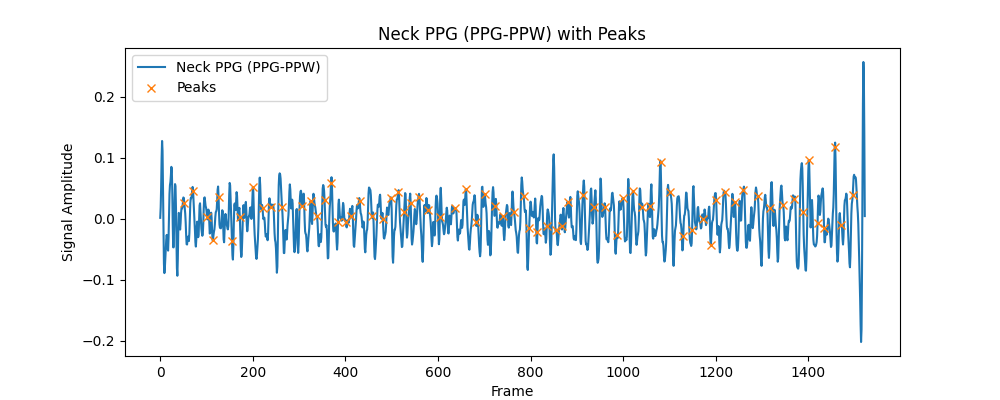 Neck PPG (PPG-PPW) with Peaks
Neck PPG (PPG-PPW)
Peaks
Signal Amplitude
0.2
0.1
0.0
−0.1
−0.2
0 200 400 600 800 1000 1200 1400
Frame